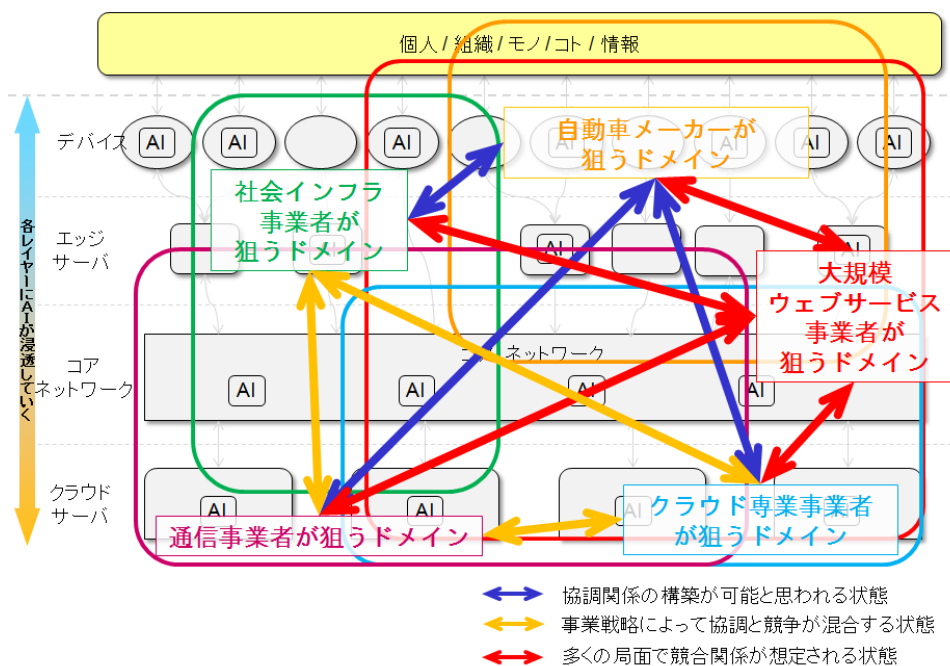 個人 / 組織 / モノ / コト / 情報
デバイス
AI
AI
AI
AI
AI
AI
AI
AI
自動車メーカーが
狙うドメイン
社会インフラ
事業者が
狙うドメイン
エッジ
サーバ
AI
AI
AI
大規模
ウェブサービス
事業者が
狙うドメイン
各レイヤーにAIが浸透していく
コア
ネットワーク
ネットワーク
AI
AI
AI
AI
クラウド
サーバ
AI
AI
AI
通信事業者が狙うドメイン
クラウド専業事業者
が狙うドメイン
協調関係の構築が可能と思われる状態
事業戦略によって協調と競争が混合する状態
多くの局面で競合関係が想定される状態